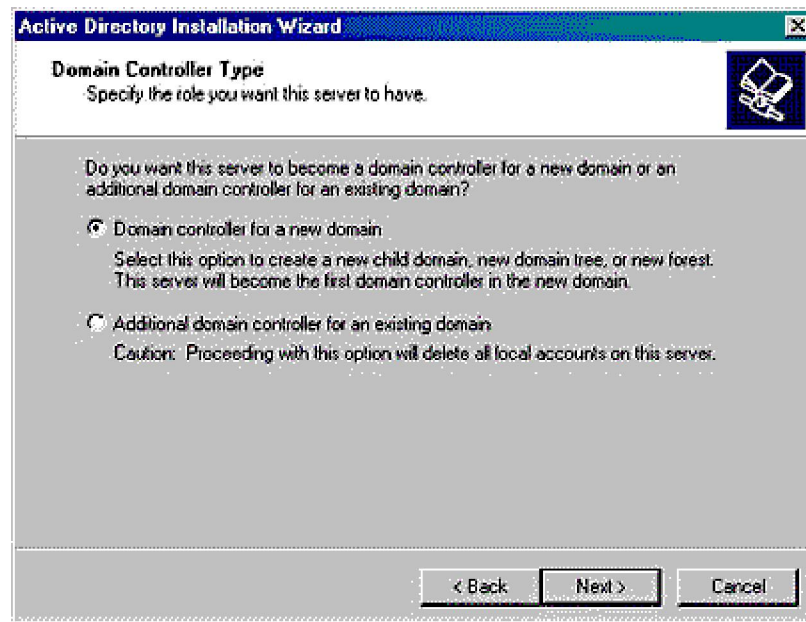 Active Directory Installation Wizard
Domain Controller Type
Specify the role you want this server to have.
Do you want this server to become a domain controller for a new domain or an
additional domain controller for an existing domain?
Domain controller for a new domain
Select this option to create a new child domain, new domain tree, or new forest.
This server will become the first domain controller in the new domain.
Additional domain controller for an existing domain
Caution: Proceeding with this option will delete all local accounts on this server.
< Back Next > Cancel